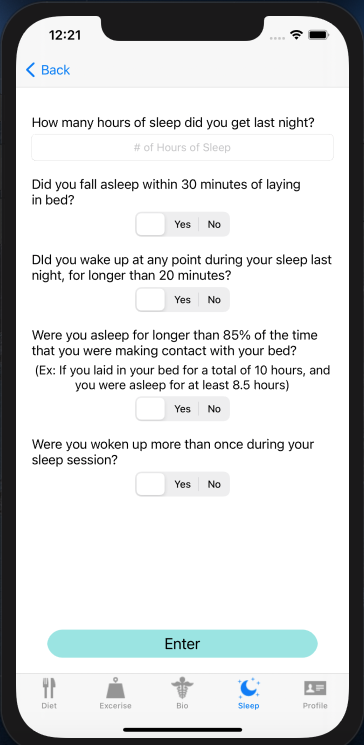 12:21
Back
How many hours of sleep did you get last night?
# of Hours of Sleep
Did you fall asleep within 30 minutes of laying
in bed?
Yes No
DId you wake up at any point during your sleep last
night, for longer than 20 minutes?
Yes No
Were you asleep for longer than 85% of the time
that you were making contact with your bed?
(Ex: If you laid in your bed for a total of 10 hours, and
you were asleep for at least 8.5 hours)
Yes No
Were you woken up more than once during your
sleep session?
Yes No
Enter
Diet Excerise Bio Sleep Profile